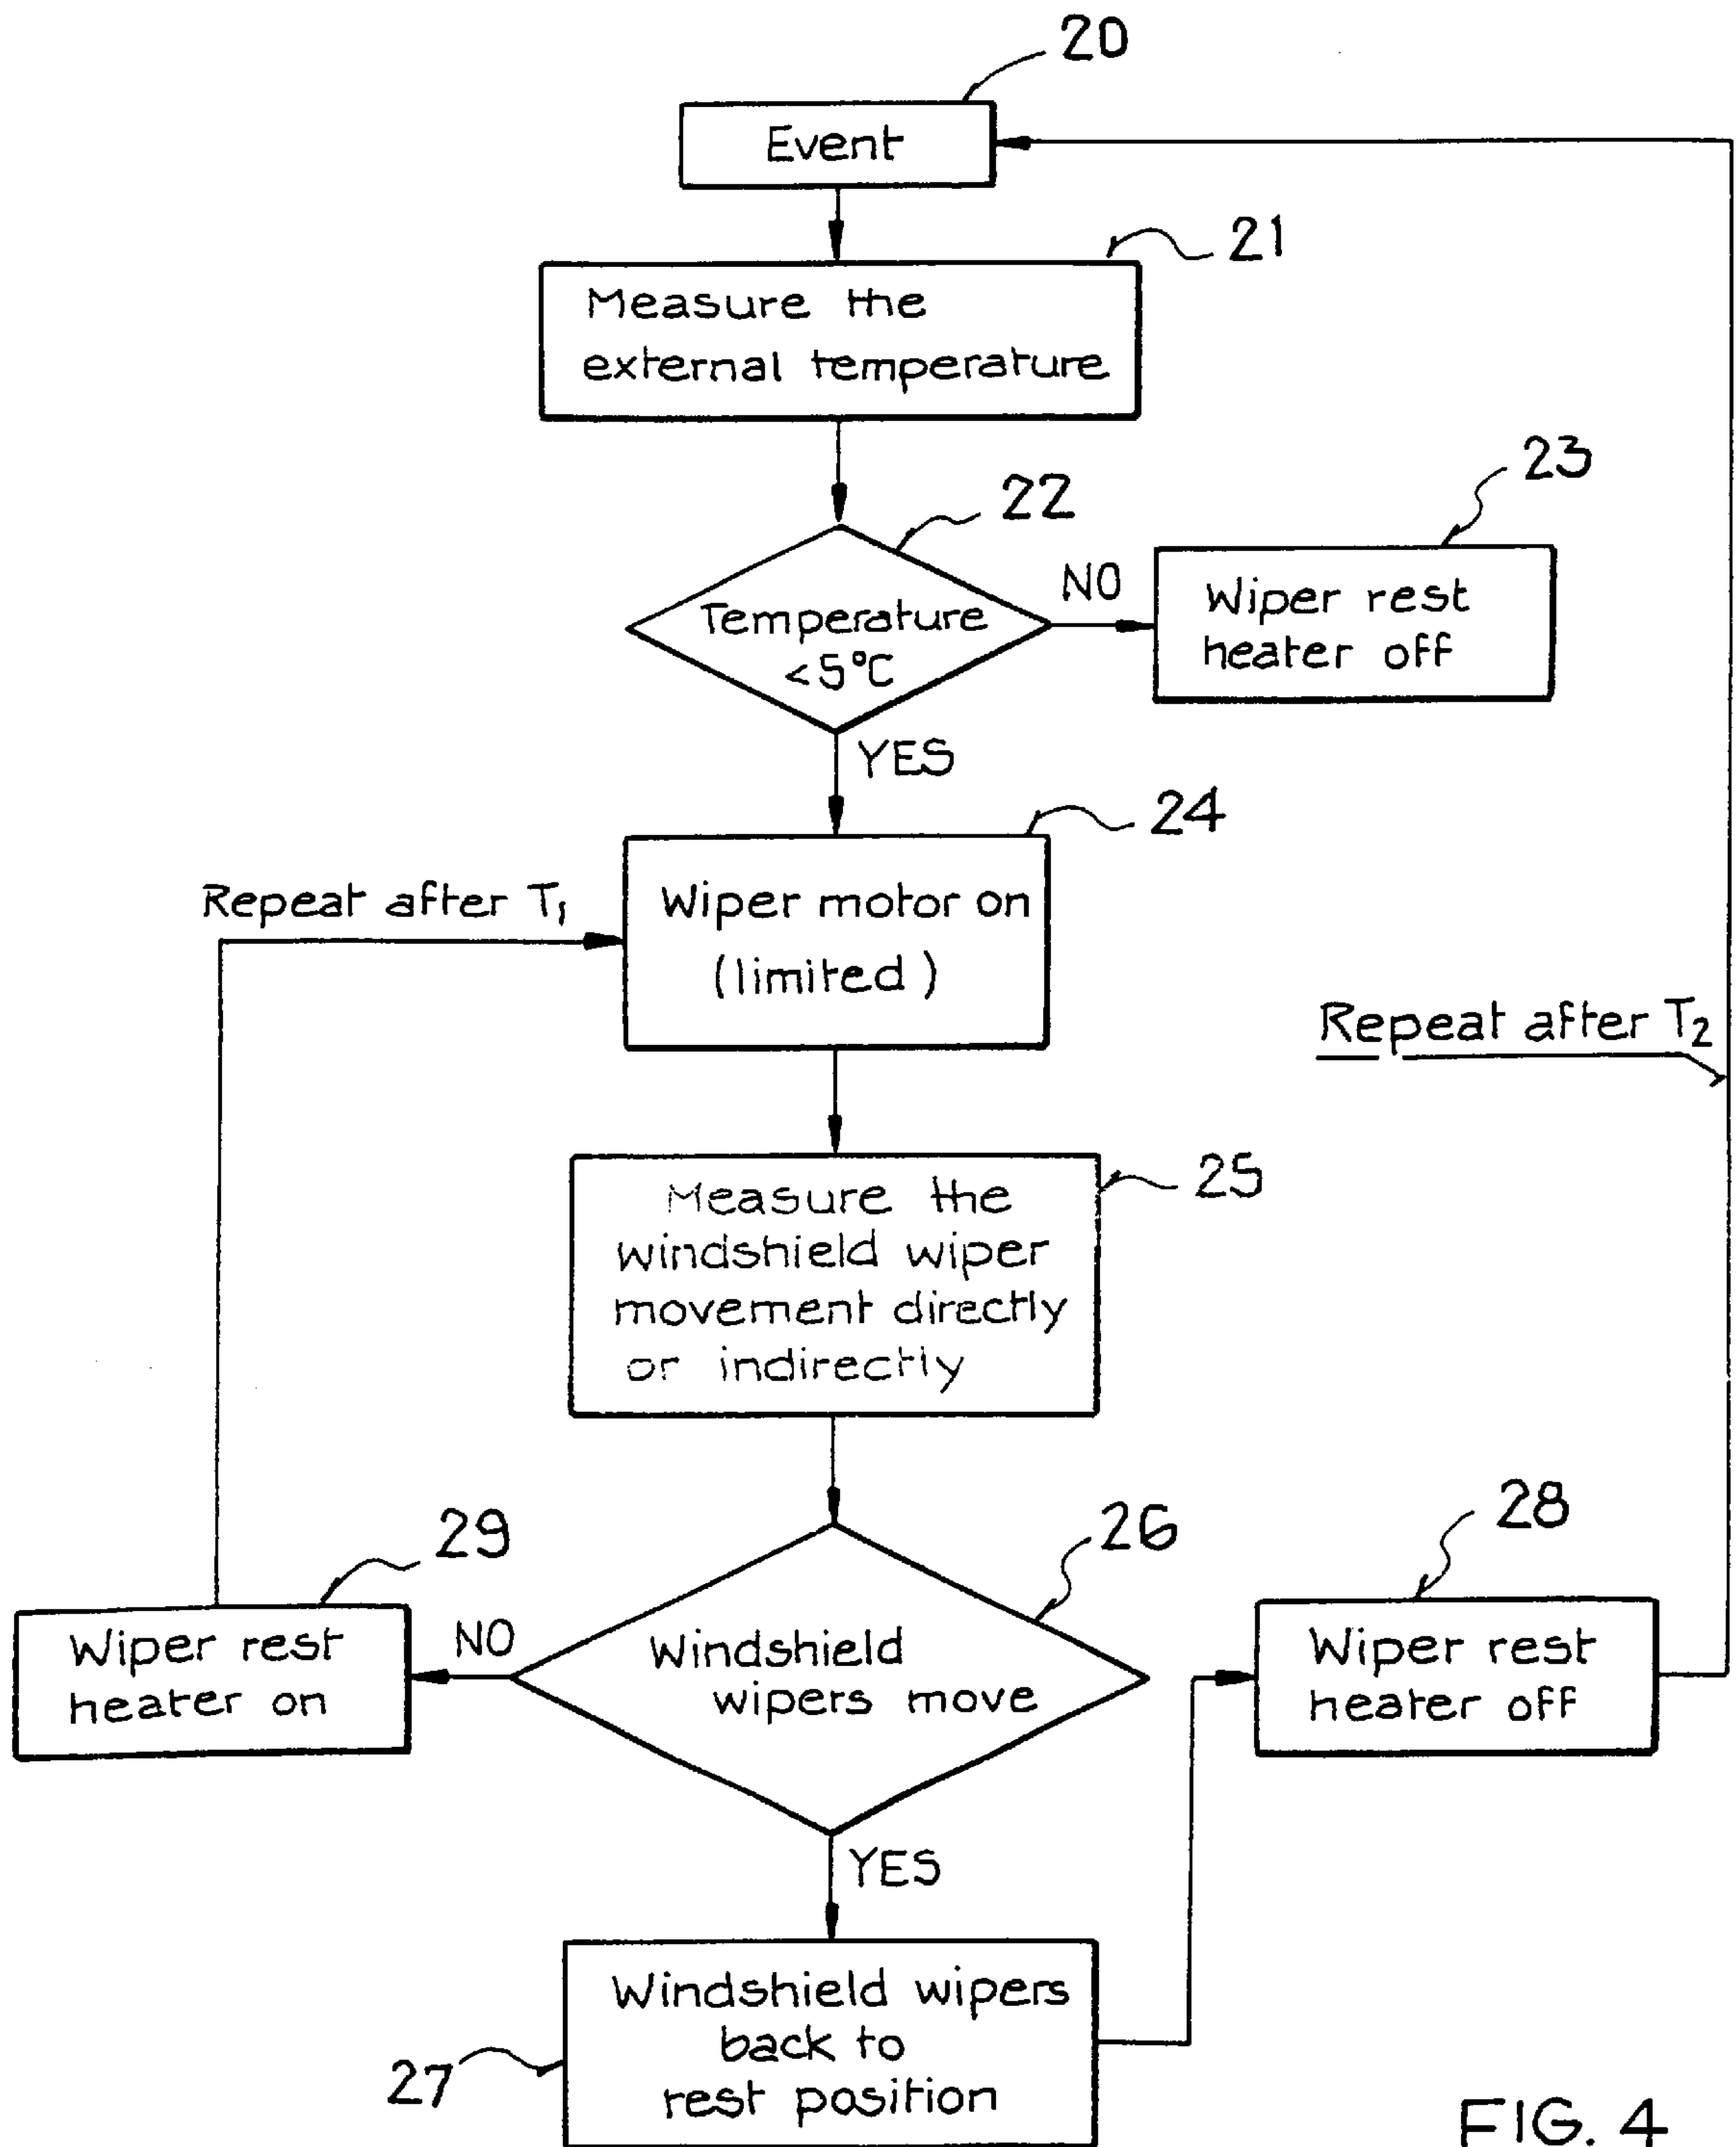 20
Event
21
Measure the
external temperature
22
Temperature
<5°C
NO
23
Wiper rest
heater off
YES
24
Repeat after T₁
Wiper motor on
(limited)
Repeat after T₂
25
Measure the
windshield wiper
movement directly
or indirectly
29
26
28
Wiper rest
heater on
NO
Windshield
wipers move
Wiper rest
heater off
YES
27
Windshield wipers
back to
rest position
FIG. 4